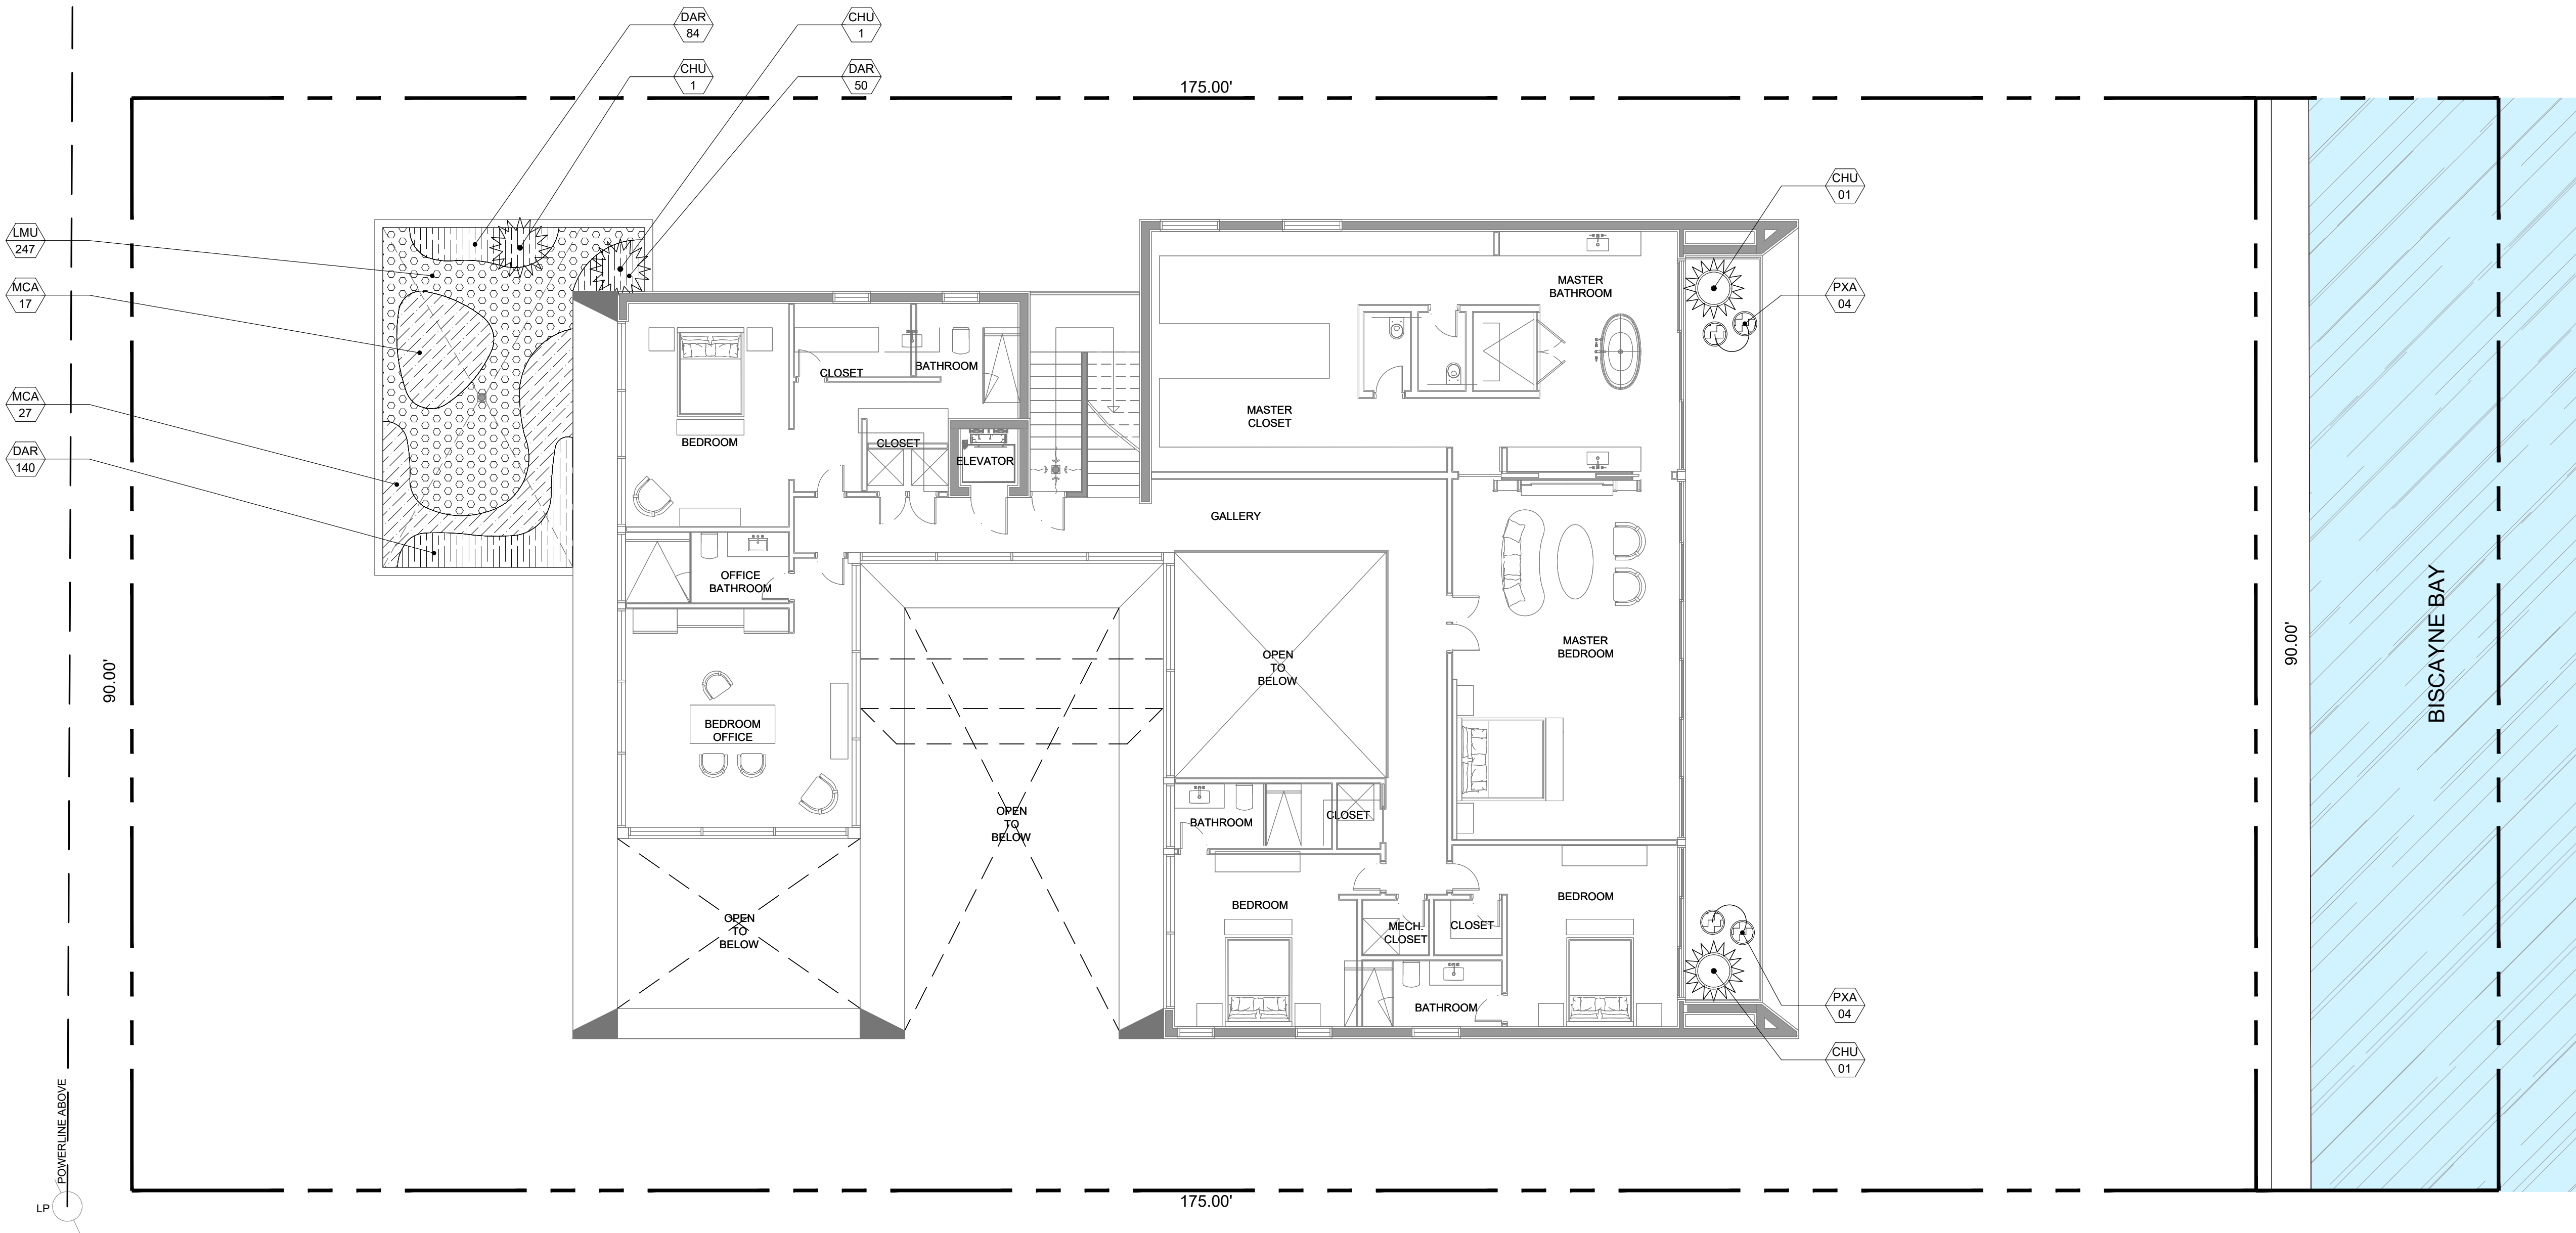 DAR
84
CHU
1
CHU
1
DAR
50
175.00'
CHU
01
LMU
247
MCA
17
PXA
04
MASTER
BATHROOM
CLOSET
BATHROOM
MCA
27
MASTER
CLOSET
BEDROOM
CLOSET
DAR
140
ELEVATOR
GALLERY
OFFICE
BATHROOM
90.00'
OPEN
TO
BELOW
MASTER
BEDROOM
90.00'
BISCAYNE BAY
BEDROOM
OFFICE
OPEN
TO
BELOW
BATHROOM
CLOSET
BEDROOM
BEDROOM
OPEN
TO
BELOW
MECH.
CLOSET
CLOSET
BATHROOM
PXA
04
CHU
01
POWERLINE ABOVE
LP
175.00'